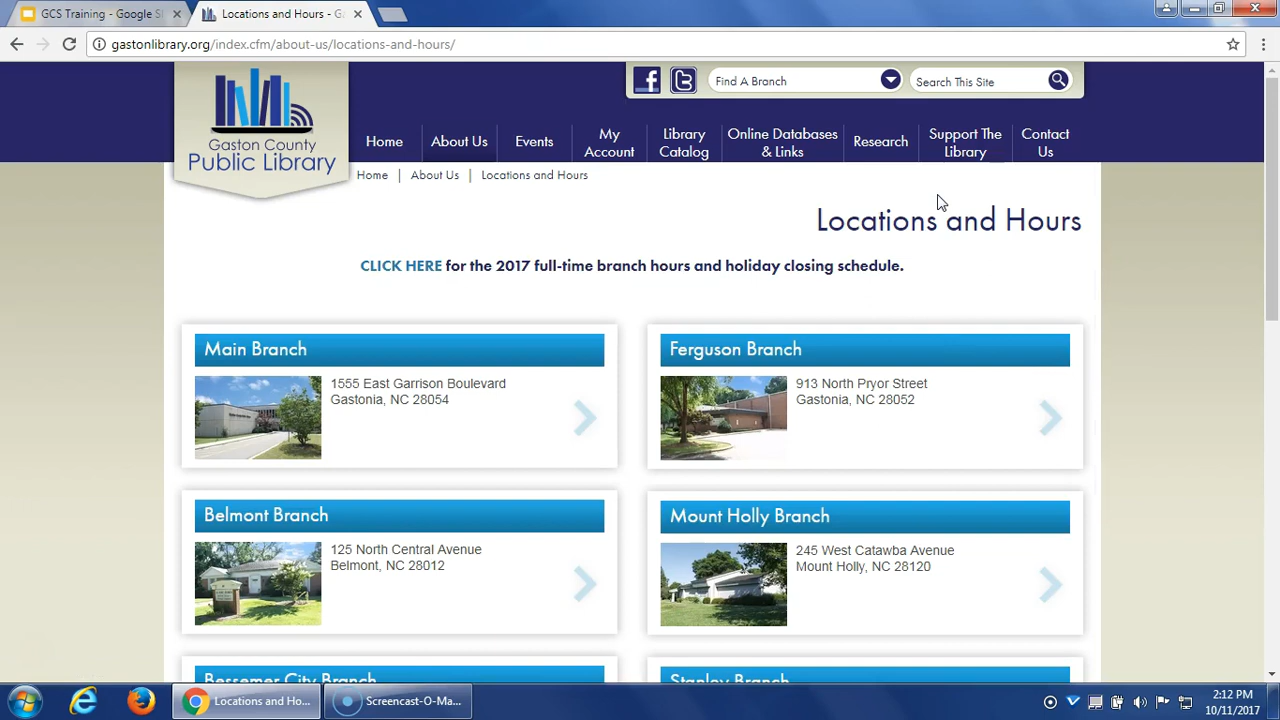 GCS Training - Google S
Locations and Hours - G
gastonlibrary.org/index.cfm/about-us/locations-and-hours/
Find A Branch
Search This Site
Gaston County
Public Library
Home
About Us
Events
My
Account
Library
Catalog
Online Databases
& Links
Research
Support The
Library
Contact
Us
Home | About Us | Locations and Hours
Locations and Hours
CLICK HERE for the 2017 full-time branch hours and holiday closing schedule.
Main Branch
1555 East Garrison Boulevard
Gastonia, NC 28054
Ferguson Branch
913 North Pryor Street
Gastonia, NC 28052
Belmont Branch
125 North Central Avenue
Belmont, NC 28012
Mount Holly Branch
245 West Catawba Avenue
Mount Holly, NC 28120
Bessemer City Branch
Stanley Branch
Locations and Ho...
Screencast-O-Ma...
2:12 PM
10/11/2017